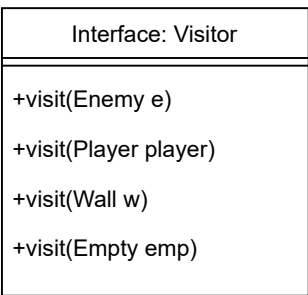 Interface: Visitor
+visit(Enemy e)
+visit(Player player)
+visit(Wall w)
+visit(Empty emp)